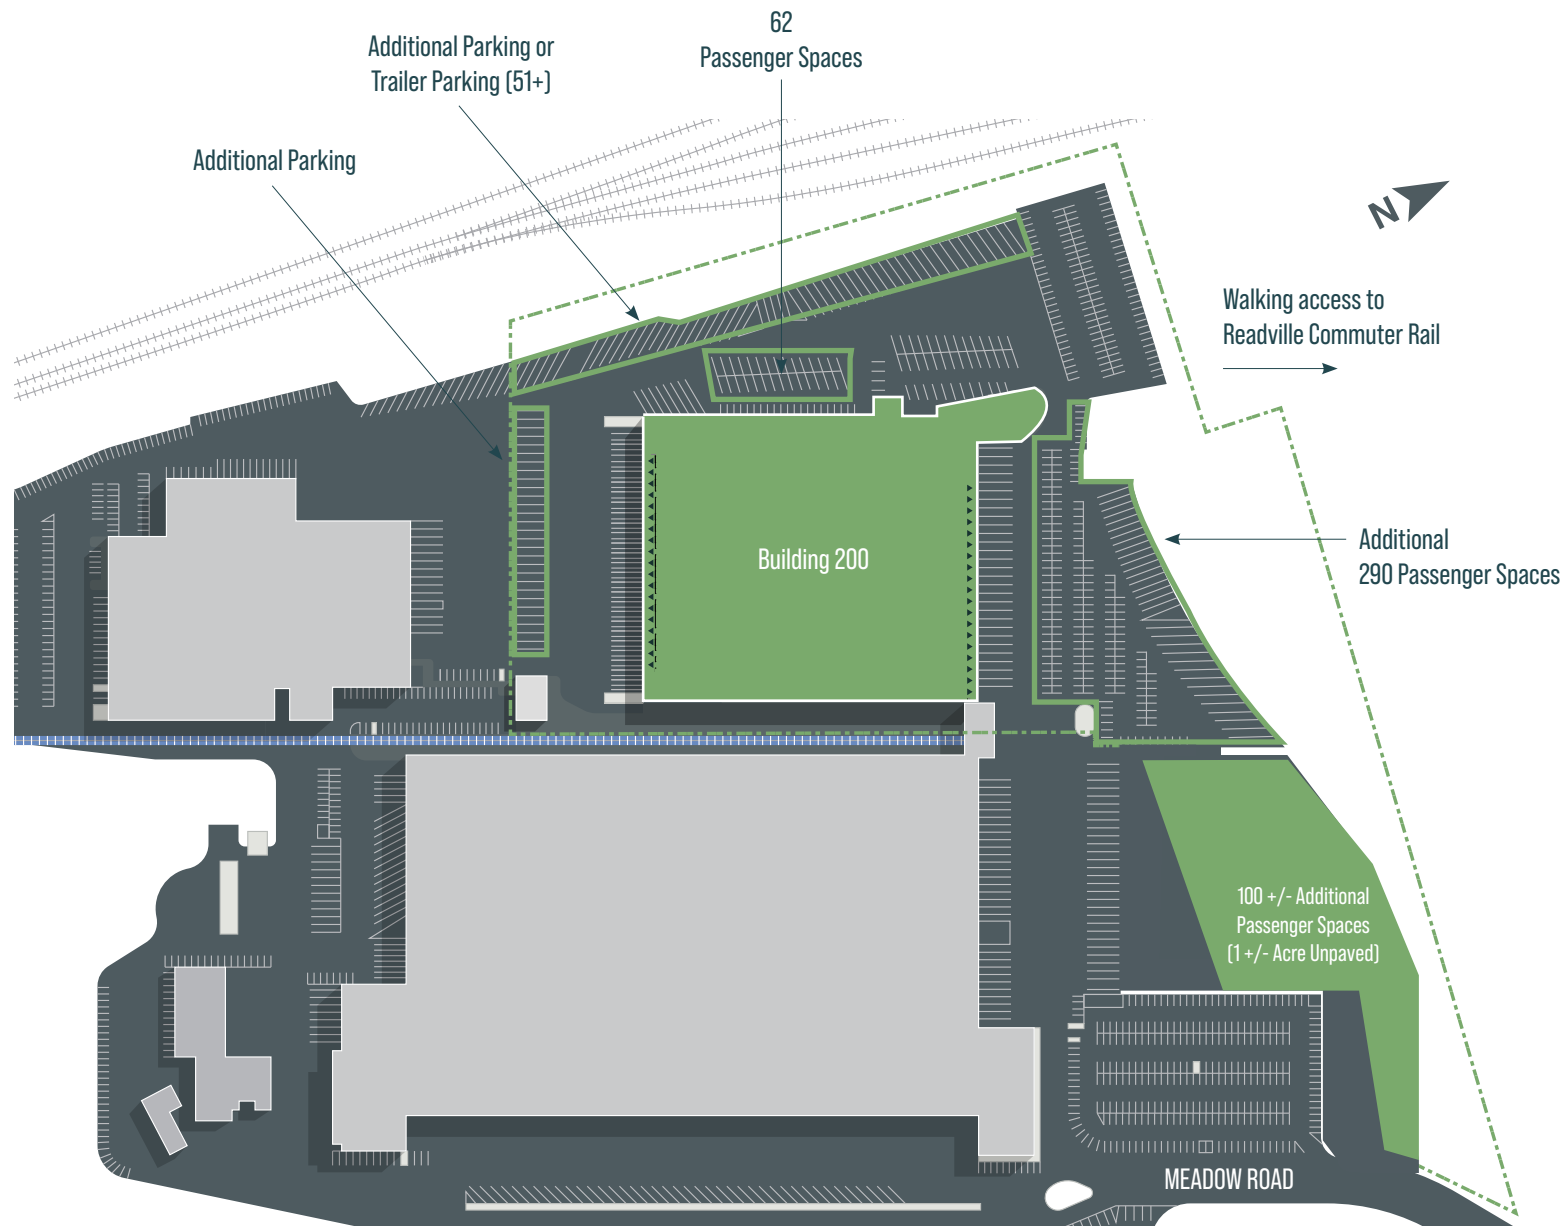 62
Passenger Spaces
Additional Parking or
Trailer Parking (51+)
Additional Parking
N
Walking access to
Readville Commuter Rail
Building 200
Additional
290 Passenger Spaces
100 +/- Additional
Passenger Spaces
(1 +/- Acre Unpaved)
MEADOW ROAD